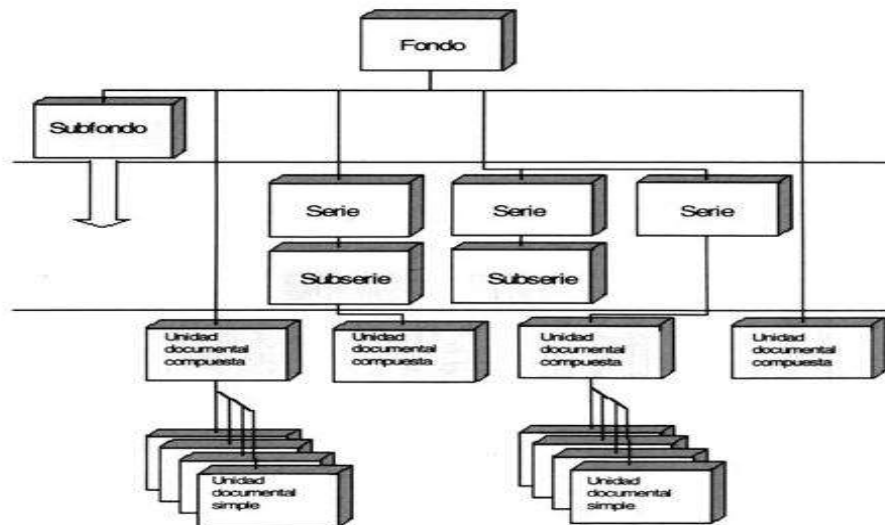 Fondo
Subfondo
Serie
Serie
Serie
Subserie
Subserie
Unidad
documental
compuesta
Unidad
documental
compuesta
Unidad
documental
compuesta
Unidad
documental
compuesta
Unidad
documental
simple
Unidad
documental
simple